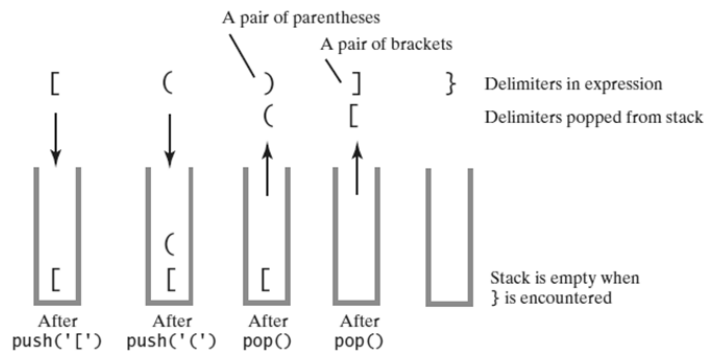 A pair of parentheses
A pair of brackets
[ ( ) ] } Delimiters in expression
( [ Delimiters popped from stack
(
[ [ [ Stack is empty when
} is encountered
After After After After
push('[') push('(') pop() pop()